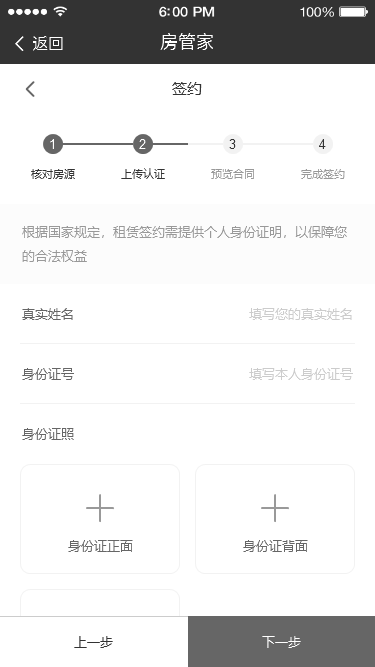 6:00 PM
100%
返回
房管家
签约
1
2
3
4
核对房源
上传认证
预览合同
完成签约
根据国家规定，租赁签约需提供个人身份证明，以保障您
的合法权益
真实姓名
填写您的真实姓名
身份证号
填写本人身份证号
身份证照
身份证正面
身份证背面
上一步
下一步